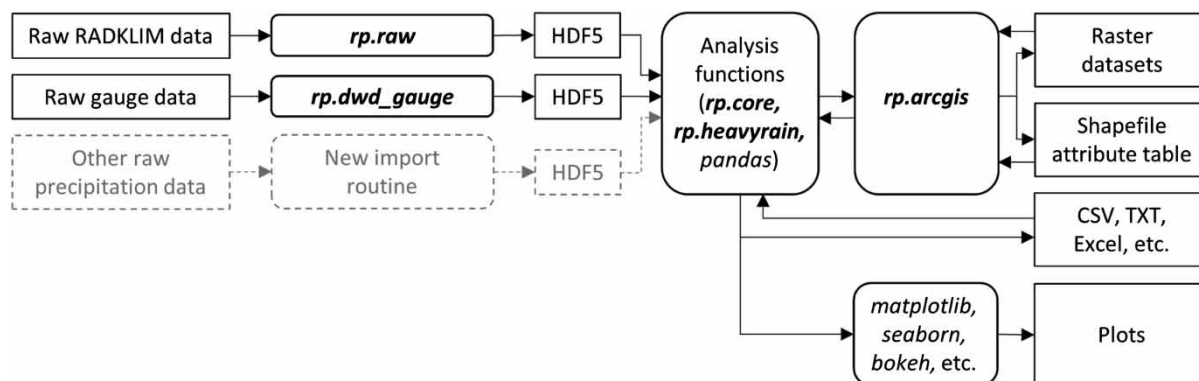 Raw RADKLIM data
rp.raw
HDF5
Raw gauge data
rp.dwd_gauge
HDF5
Other raw
precipitation data
New import
routine
HDF5
Analysis
functions
(rp.core,
rp.heavyrain,
pandas)
rp.arcgis
Raster
datasets
Shapefile
attribute table
CSV, TXT,
Excel, etc.
matplotlib,
seaborn,
bokeh, etc.
Plots